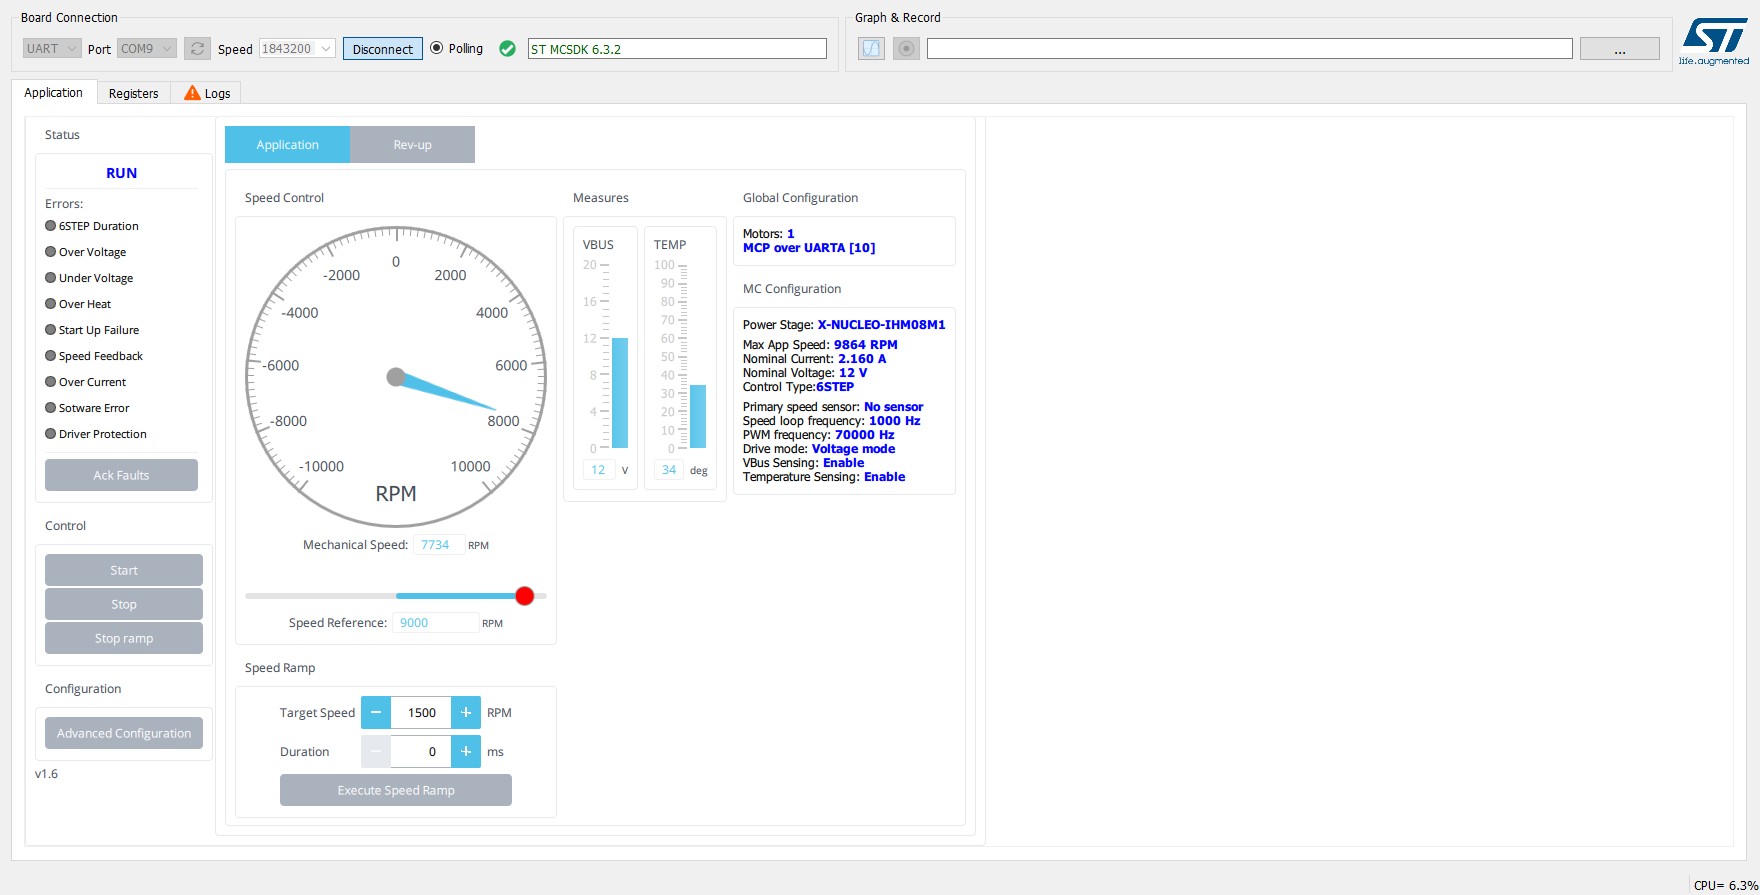 Board Connection
UART Port COM9 Speed 1843200 Disconnect Polling ST MCSDK 6.3.2
Graph & Record
...
ST
life.augmented
Application Registers Logs
Status
RUN
Errors:
6STEP Duration
Over Voltage
Under Voltage
Over Heat
Start Up Failure
Speed Feedback
Over Current
Sotware Error
Driver Protection
Ack Faults
Control
Start
Stop
Stop ramp
Configuration
Advanced Configuration
v1.6
Application Rev-up
Speed Control
0
-2000 2000
-4000 4000
-6000 6000
-8000 8000
-10000 10000
RPM
Mechanical Speed: 7734 RPM
Speed Reference: 9000 RPM
Speed Ramp
Target Speed − 1500 + RPM
Duration − 0 + ms
Execute Speed Ramp
Measures
VBUS
20
16
12
8
4
0
12 V
TEMP
100
90
80
70
60
50
40
30
20
10
0
34 deg
Global Configuration
Motors: 1
MCP over UARTA [10]
MC Configuration
Power Stage: X-NUCLEO-IHM08M1
Max App Speed: 9864 RPM
Nominal Current: 2.160 A
Nominal Voltage: 12 V
Control Type:6STEP
Primary speed sensor: No sensor
Speed loop frequency: 1000 Hz
PWM frequency: 70000 Hz
Drive mode: Voltage mode
VBus Sensing: Enable
Temperature Sensing: Enable
CPU= 6.3%